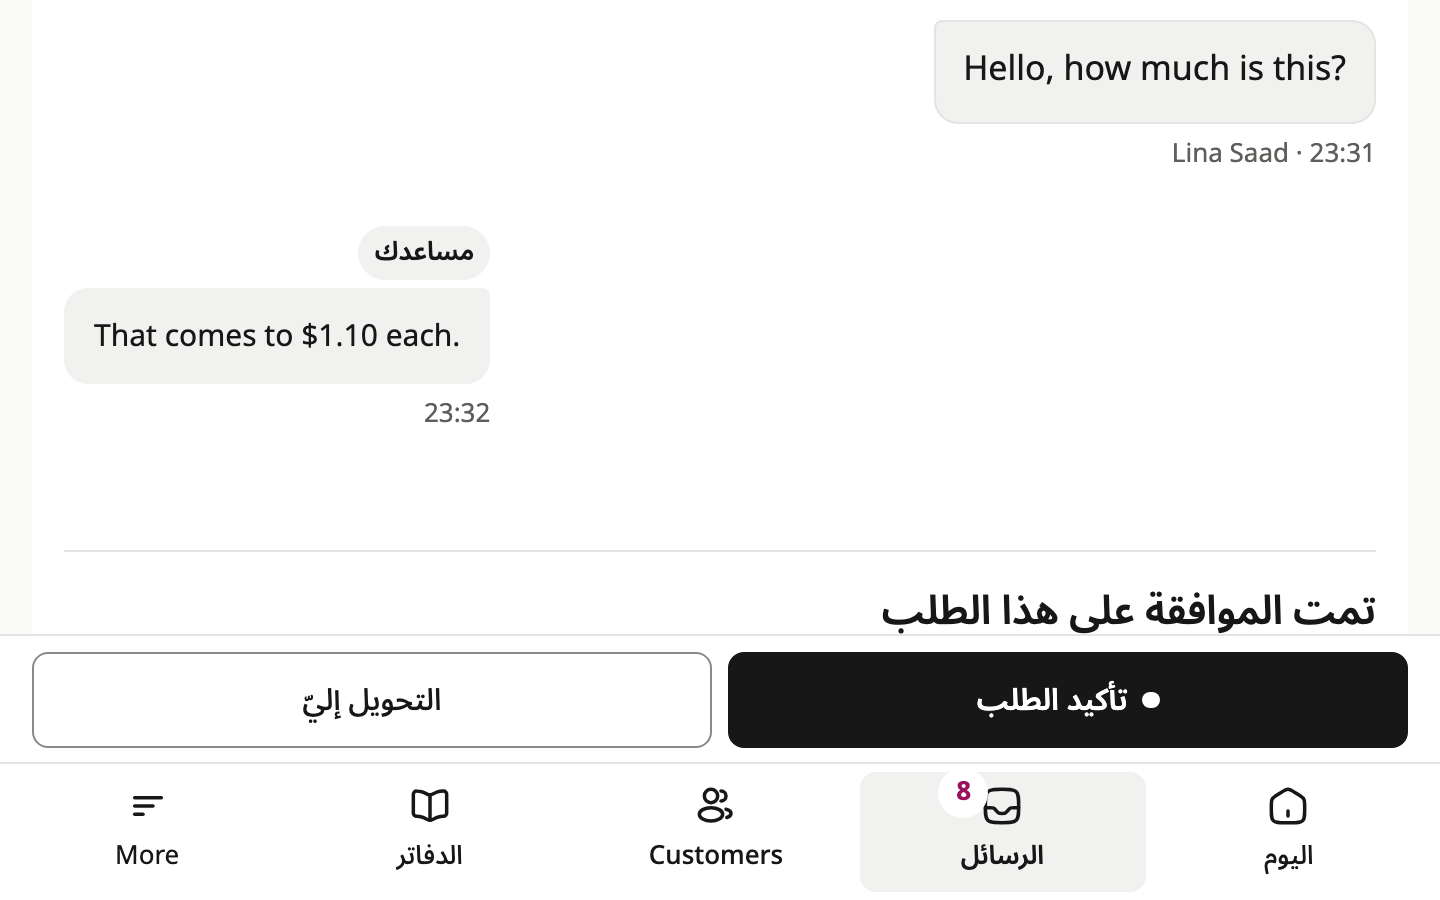 Hello, how much is this?
Lina Saad · 23:31
مساعدك
That comes to $1.10 each.
23:32
تمت الموافقة على هذا الطلب
تأكيد الطلب
التحويل إليّ
اليوم
8
الرسائل
Customers
الدفاتر
More